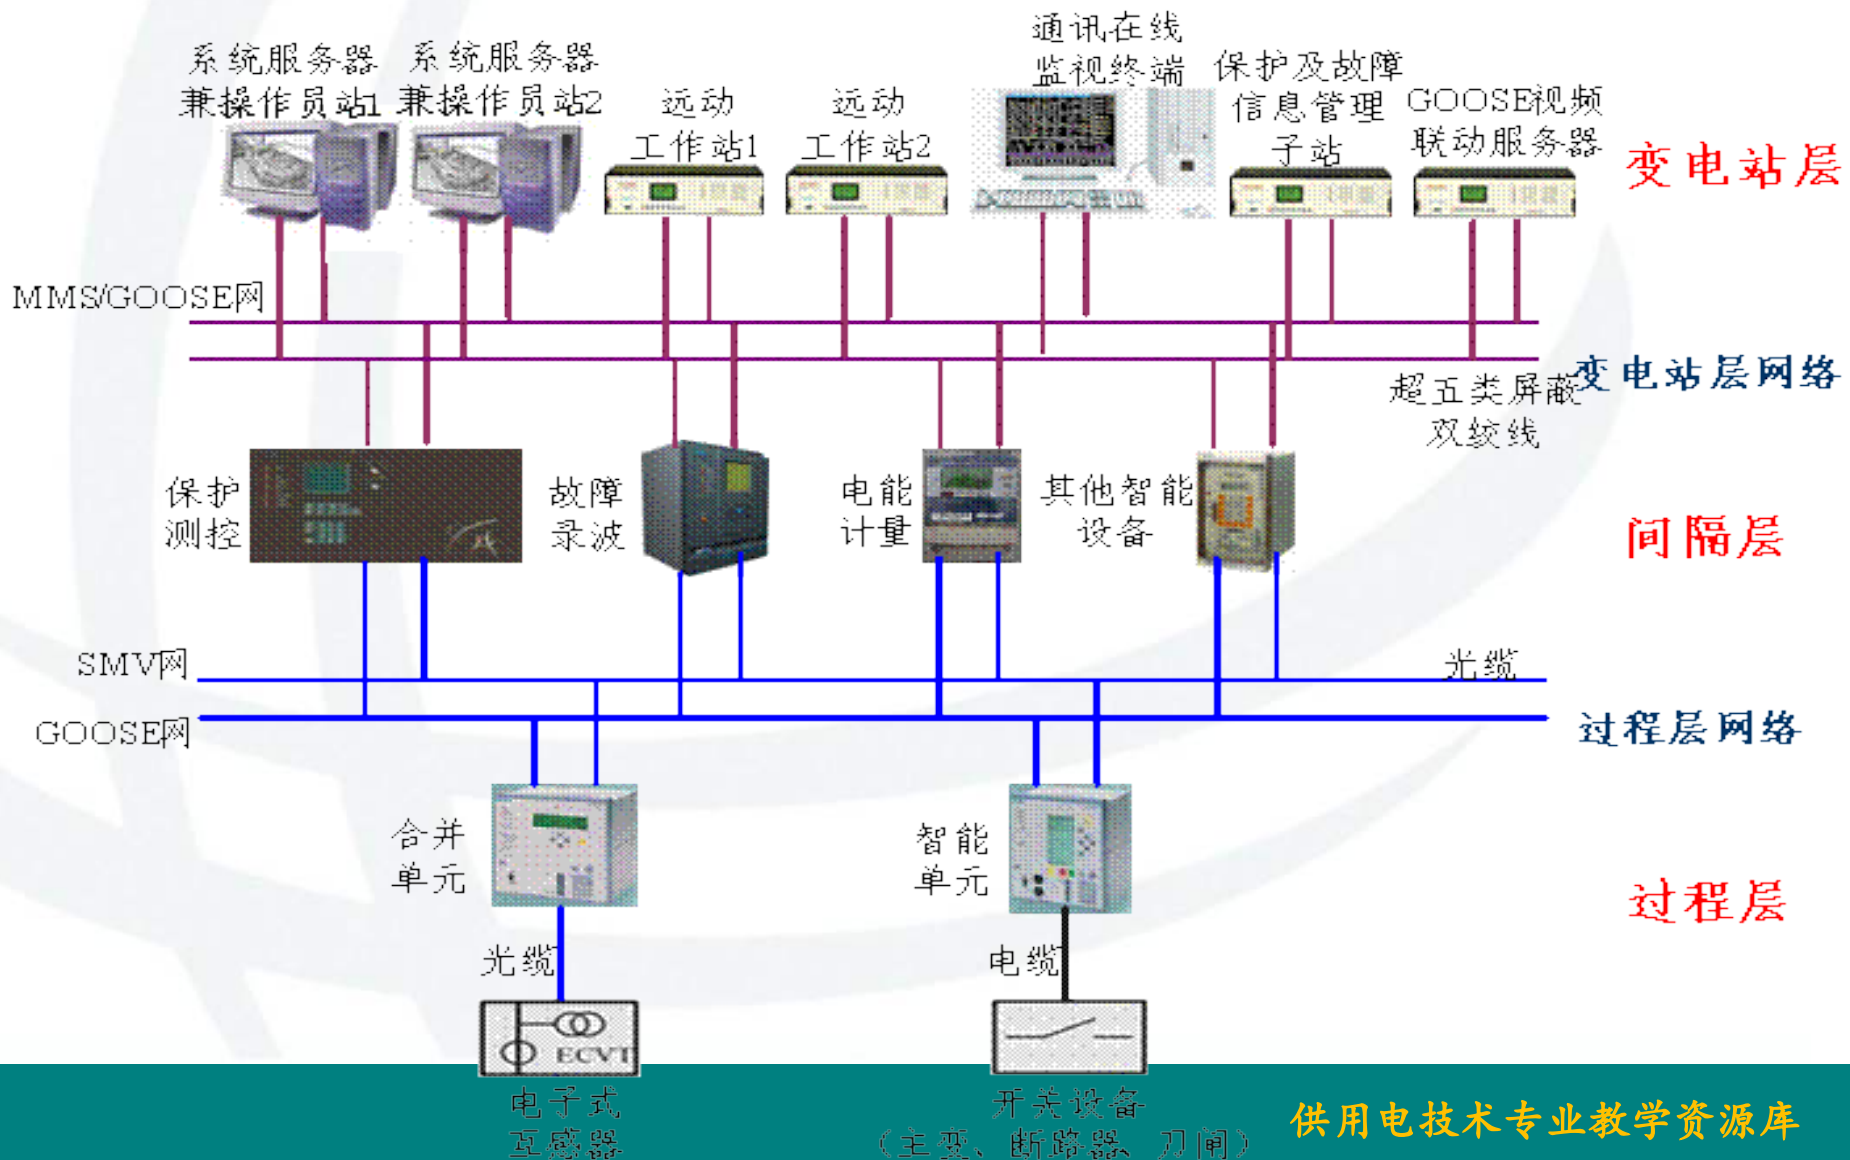 系统服务器
兼操作员站1
系统服务器
兼操作员站2
远动
工作站1
远动
工作站2
通讯在线
监视终端
保护及故障
信息管理
子站
GOOSE视频
联动服务器
变电站层
MMS/GOOSE网
变电站层网络
超五类屏蔽
双绞线
保护
测控
故障
录波
电能
计量
其他智能
设备
间隔层
SMV网
光缆
GOOSE网
过程层网络
合并
单元
智能
单元
过程层
光缆
电缆
ECVT
电子式
互感器
开关设备
（主变、断路器、刀闸）
供用电技术专业教学资源库